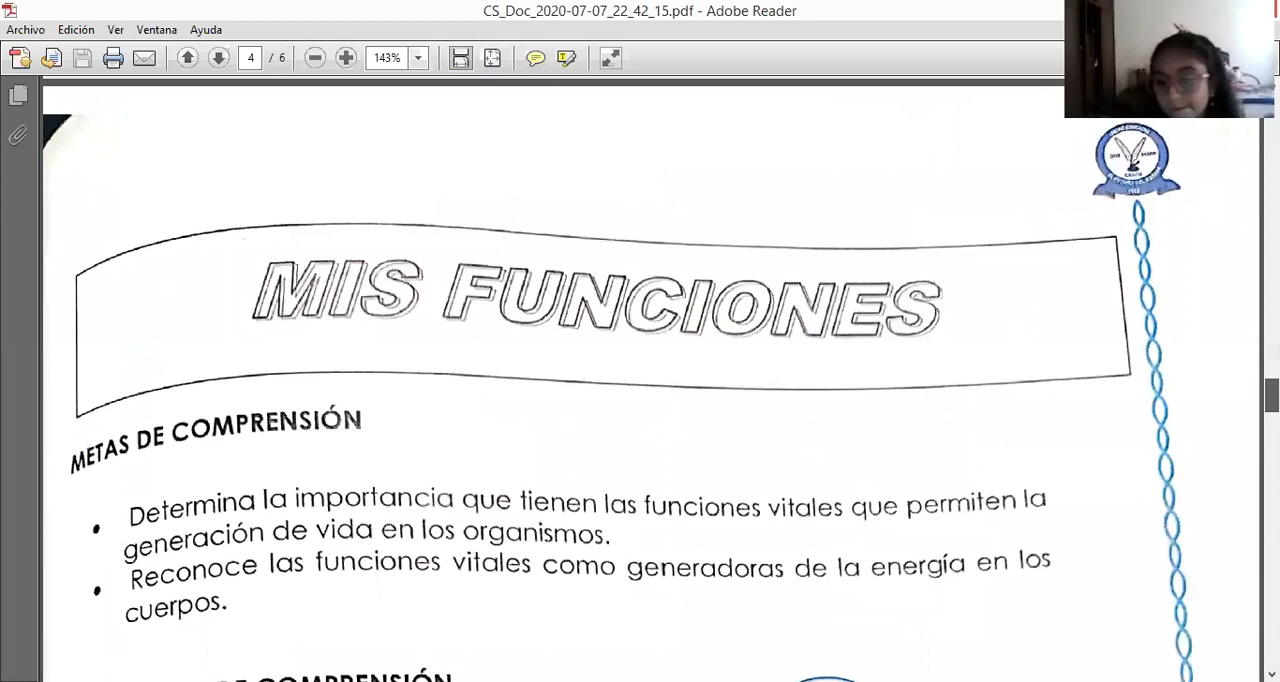 CS_Doc_2020-07-07_22_42_15.pdf - Adobe Reader
Archivo Edición Ver Ventana Ayuda
4 / 6 143%
MIS FUNCIONES
METAS DE COMPRENSIÓN
• Determina la importancia que tienen las funciones vitales que permiten la
generación de vida en los organismos.
• Reconoce las funciones vitales como generadoras de la energía en los
cuerpos.
DE COMPRENSIÓN